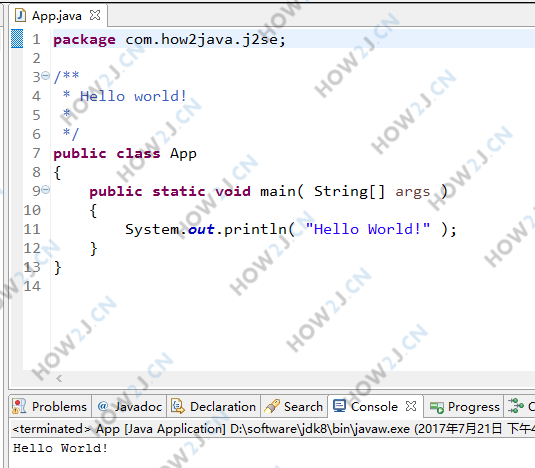 App.java
1 package com.how2java.j2se;
2
3 /**
4  * Hello world!
5  *
6  */
7 public class App
8 {
9     public static void main( String[] args )
10     {
11         System.out.println( "Hello World!" );
12     }
13 }
14
Problems @ Javadoc Declaration Search Console Progress
<terminated> App [Java Application] D:\software\jdk8\bin\javaw.exe (2017年7月21日 下午
Hello World!
HOW2J.CN
HOW2J.CN
HOW2J.CN
HOW2J.CN
HOW2J.CN
HOW2J.CN
HOW2J.CN
HOW2J.CN
HOW2J.CN
HOW2J.CN
HOW2J.CN